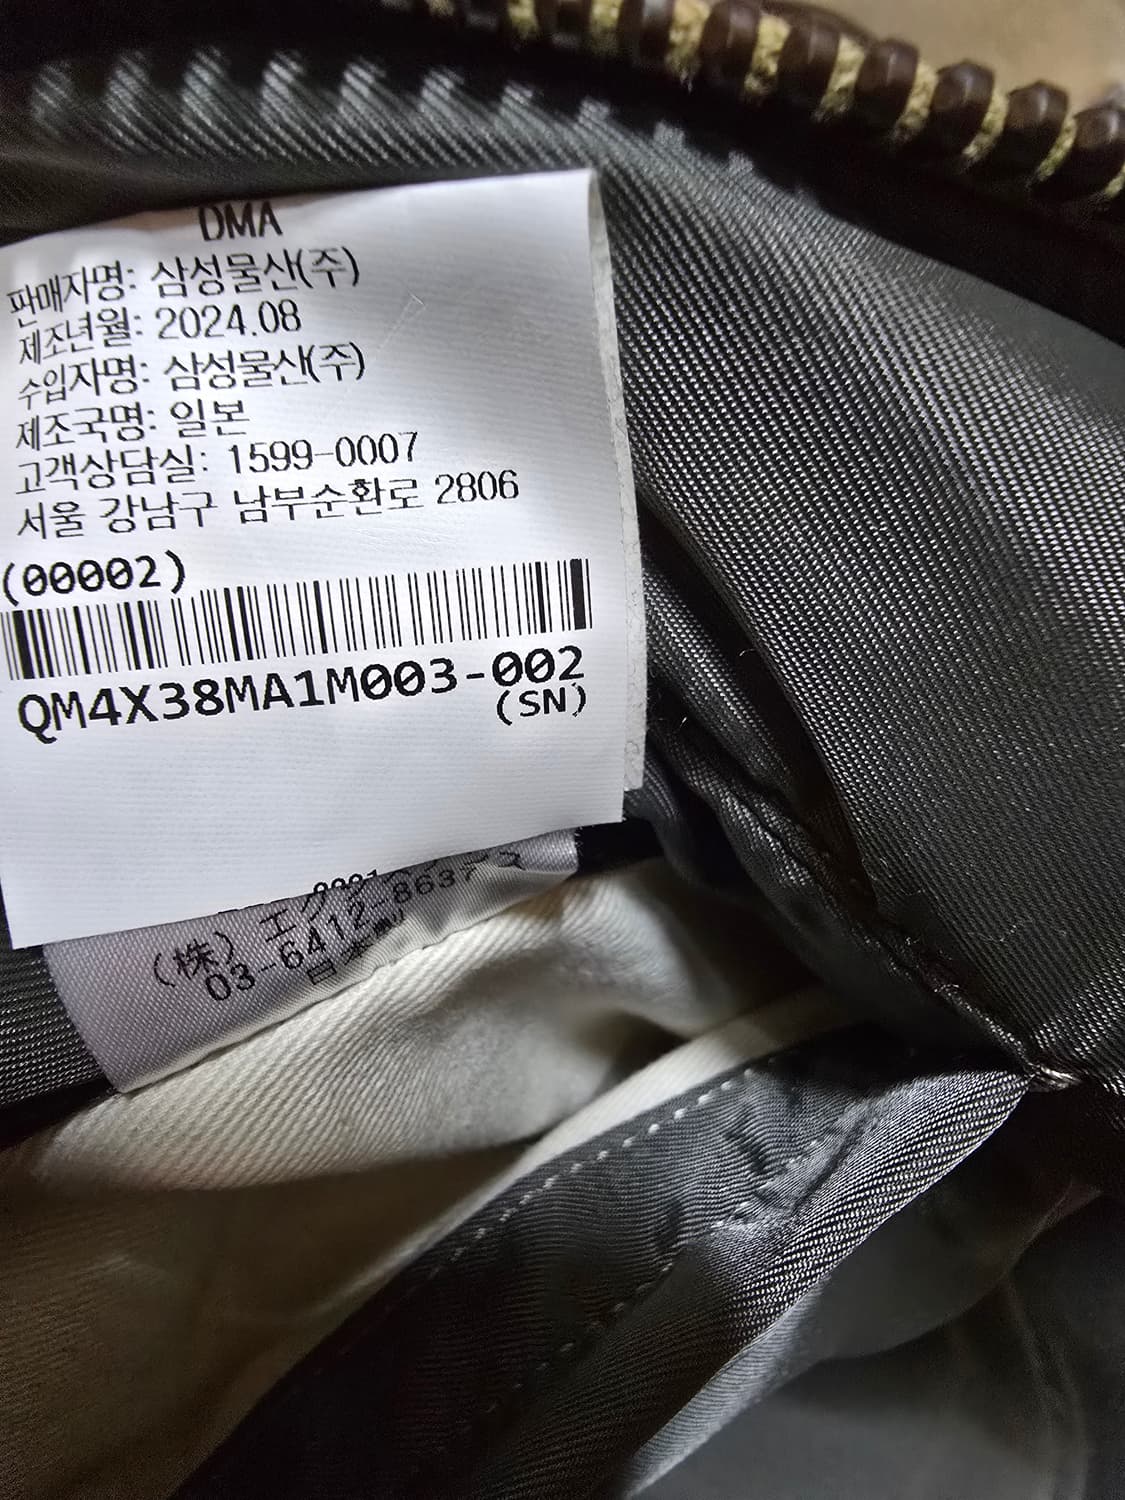 DMA
판매자명: 삼성물산(주)
제조년월: 2024.08
수입자명: 삼성물산(주)
제조국명: 일본
고객상담실: 1599-0007
서울 강남구 남부순환로 2806
(00002)
QM4X38MA1M003-002
(SN)
(株)
03-6412-8637